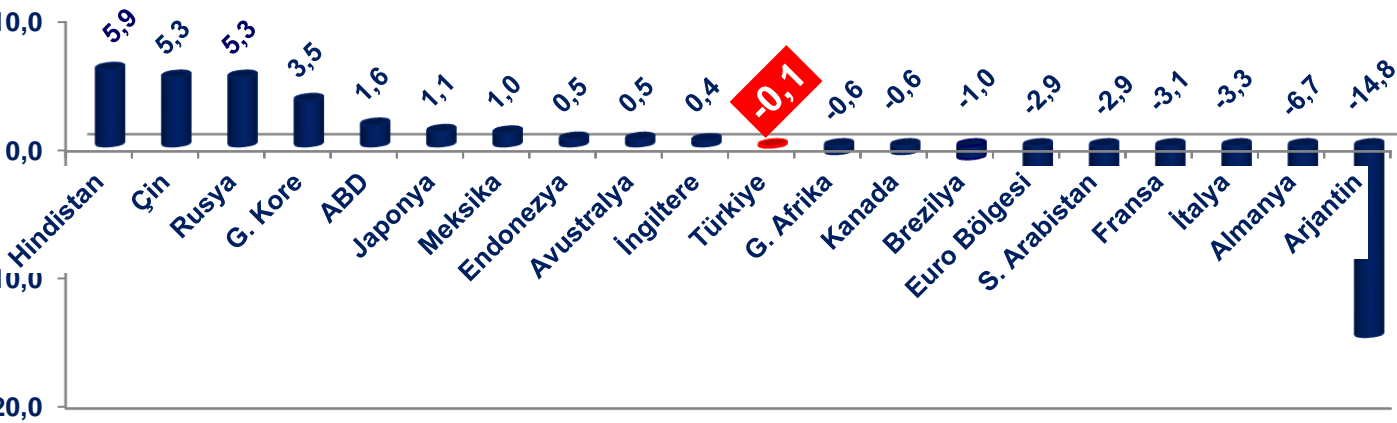 10,0
5,9
5,3
5,3
3,5
1,6
1,1
1,0
0,5
0,5
0,4
-0,1
-0,6
-0,6
-1,0
-2,9
-2,9
-3,1
-3,3
-6,7
-14,8
0,0
Hindistan
Çin
Rusya
G. Kore
ABD
Japonya
Meksika
Endonezya
Avustralya
İngiltere
Türkiye
G. Afrika
Kanada
Brezilya
Euro Bölgesi
S. Arabistan
Fransa
İtalya
Almanya
Arjantin
10,0
20,0